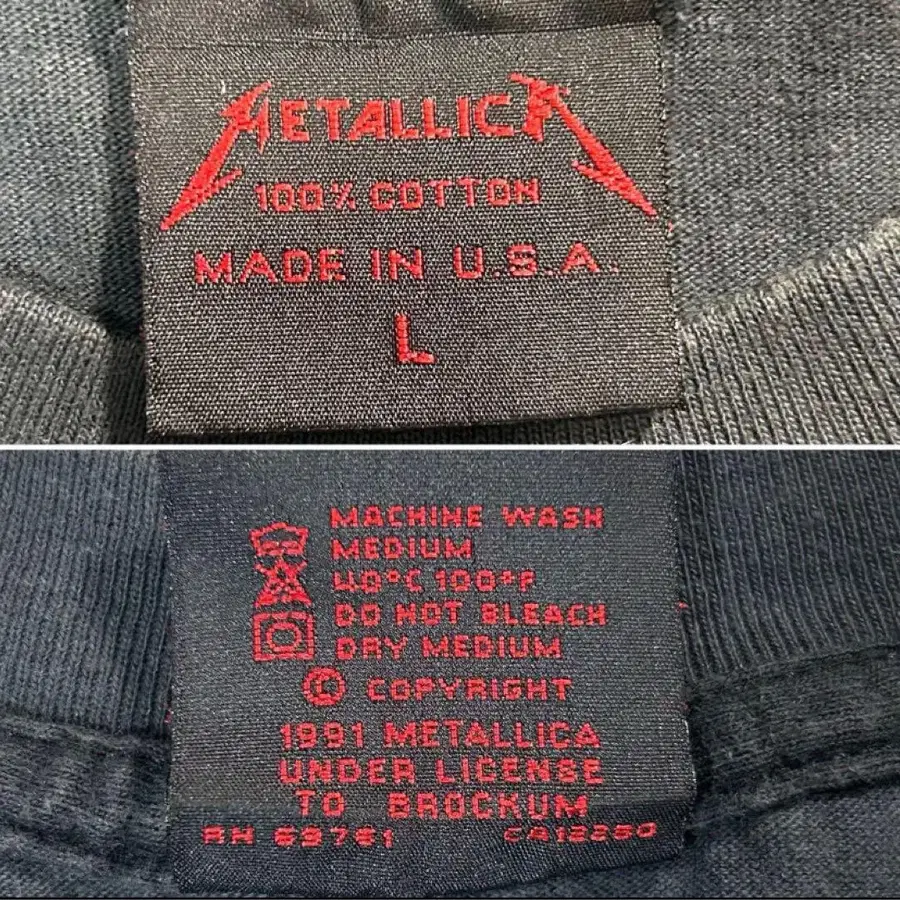 METALLICA
100% COTTON
MADE IN U.S.A.
L
MACHINE WASH
MEDIUM
40°C 100°F
DO NOT BLEACH
DRY MEDIUM
© COPYRIGHT
1991 METALLICA
UNDER LICENSE
TO BROCKUM
RN 69761 CA12280